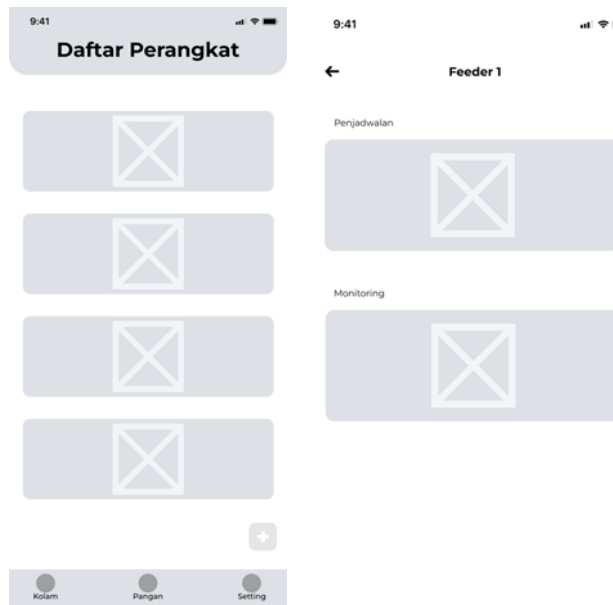 9:41
Daftar Perangkat
Kolam
Pangan
Setting
9:41
Feeder 1
Penjadwalan
Monitoring